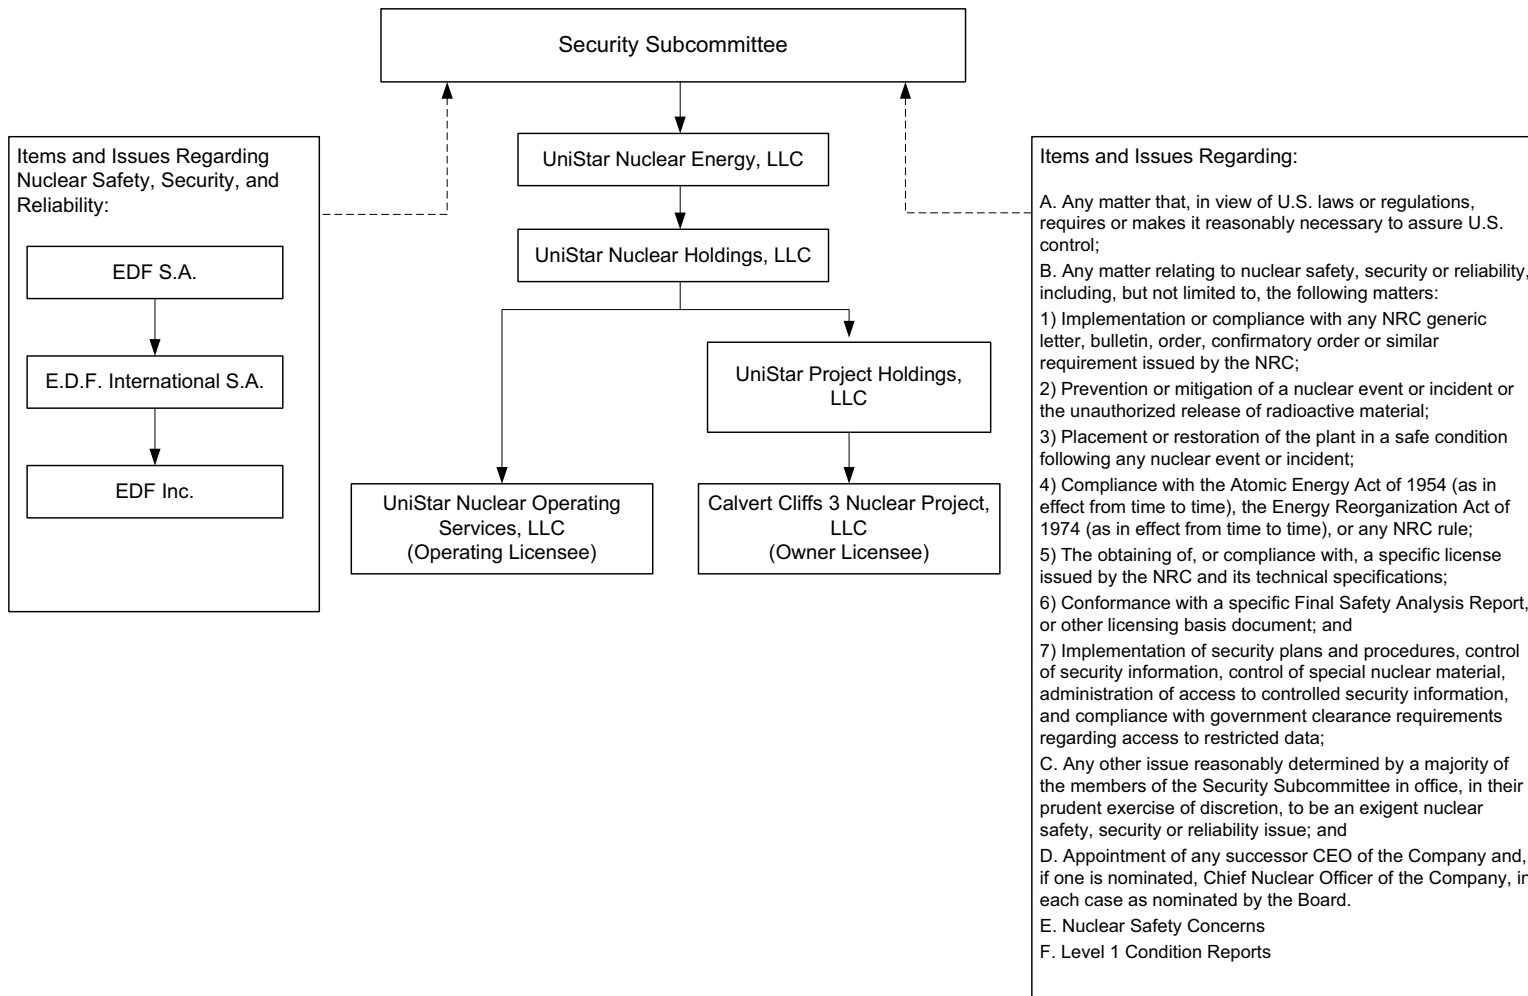 Security Subcommittee
Items and Issues Regarding
Nuclear Safety, Security, and
Reliability:
EDF S.A.
E.D.F. International S.A.
EDF Inc.
UniStar Nuclear Energy, LLC
UniStar Nuclear Holdings, LLC
UniStar Project Holdings,
LLC
UniStar Nuclear Operating
Services, LLC
(Operating Licensee)
Calvert Cliffs 3 Nuclear Project,
LLC
(Owner Licensee)
Items and Issues Regarding:
A. Any matter that, in view of U.S. laws or regulations,
requires or makes it reasonably necessary to assure U.S.
control;
B. Any matter relating to nuclear safety, security or reliability,
including, but not limited to, the following matters:
1) Implementation or compliance with any NRC generic
letter, bulletin, order, confirmatory order or similar
requirement issued by the NRC;
2) Prevention or mitigation of a nuclear event or incident or
the unauthorized release of radioactive material;
3) Placement or restoration of the plant in a safe condition
following any nuclear event or incident;
4) Compliance with the Atomic Energy Act of 1954 (as in
effect from time to time), the Energy Reorganization Act of
1974 (as in effect from time to time), or any NRC rule;
5) The obtaining of, or compliance with, a specific license
issued by the NRC and its technical specifications;
6) Conformance with a specific Final Safety Analysis Report,
or other licensing basis document; and
7) Implementation of security plans and procedures, control
of security information, control of special nuclear material,
administration of access to controlled security information,
and compliance with government clearance requirements
regarding access to restricted data;
C. Any other issue reasonably determined by a majority of
the members of the Security Subcommittee in office, in their
prudent exercise of discretion, to be an exigent nuclear
safety, security or reliability issue; and
D. Appointment of any successor CEO of the Company and,
if one is nominated, Chief Nuclear Officer of the Company, in
each case as nominated by the Board.
E. Nuclear Safety Concerns
F. Level 1 Condition Reports